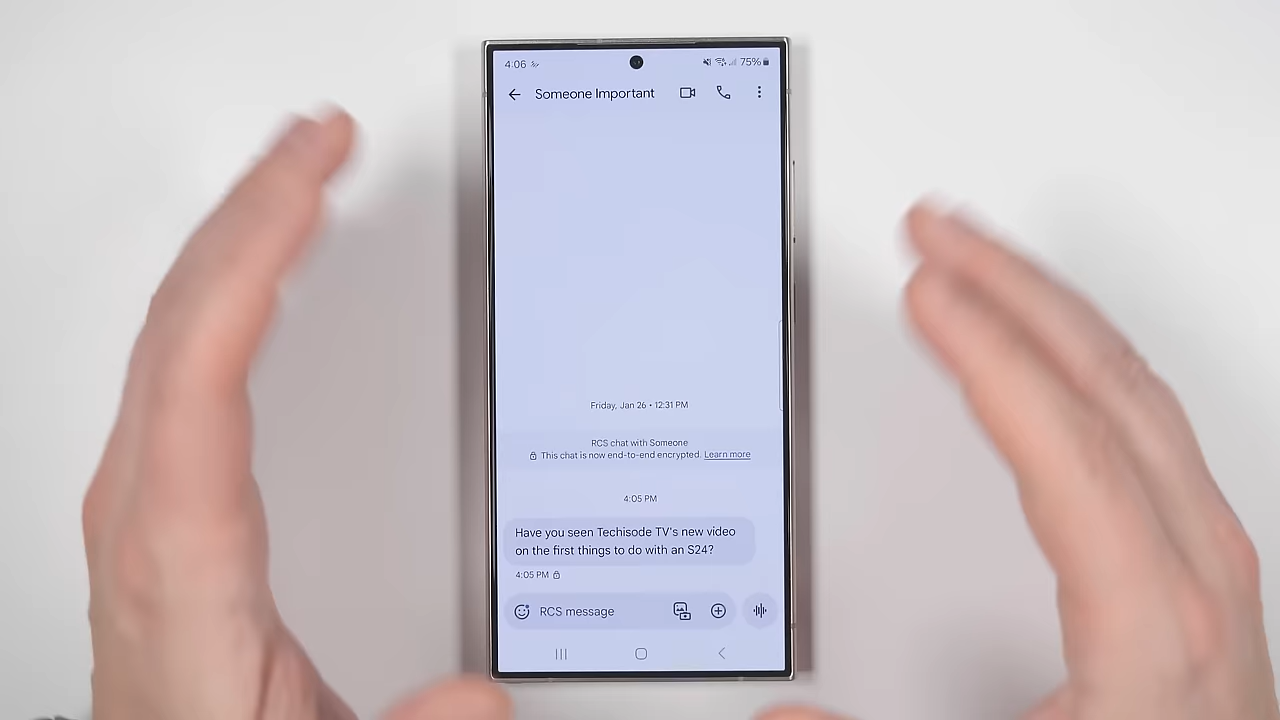 4:06 75%
Someone Important
Friday, Jan 26 • 12:31 PM
RCS chat with Someone
This chat is now end-to-end encrypted. Learn more
4:05 PM
Have you seen Techisode TV's new video
on the first things to do with an S24?
4:05 PM
RCS message